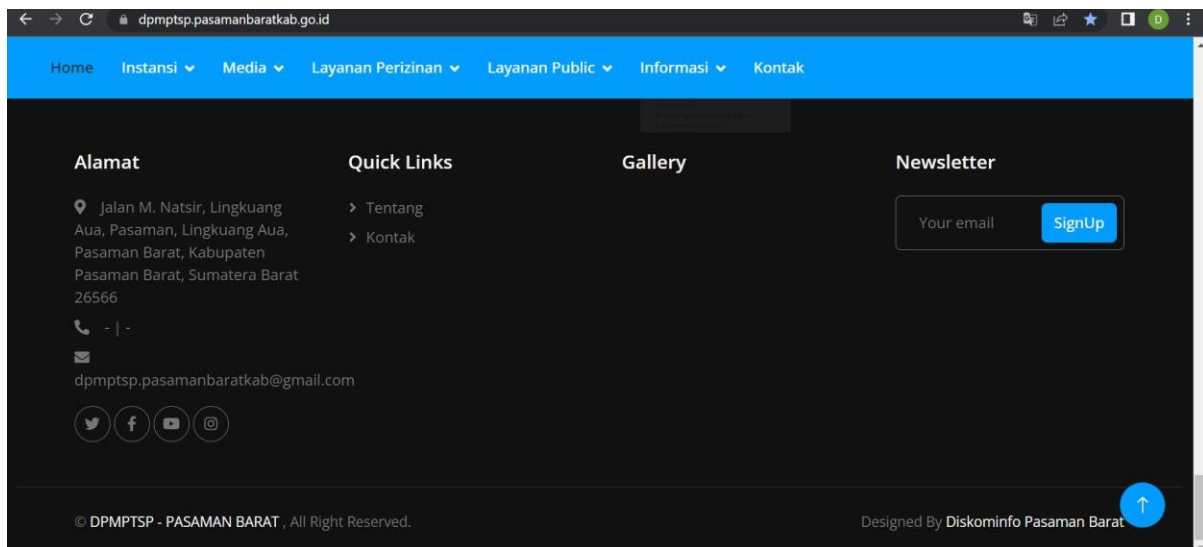 dpmptsp.pasamanbaratkab.go.id
D
Home Instansi Media Layanan Perizinan Layanan Public Informasi Kontak
Alamat
Jalan M. Natsir, Lingkuang
Aua, Pasaman, Lingkuang Aua,
Pasaman Barat, Kabupaten
Pasaman Barat, Sumatera Barat
26566
- | -
dpmptsp.pasamanbaratkab@gmail.com
Quick Links
Tentang
Kontak
Gallery
Newsletter
Your email SignUp
© DPMPTSP - PASAMAN BARAT , All Right Reserved.
Designed By Diskominfo Pasaman Barat